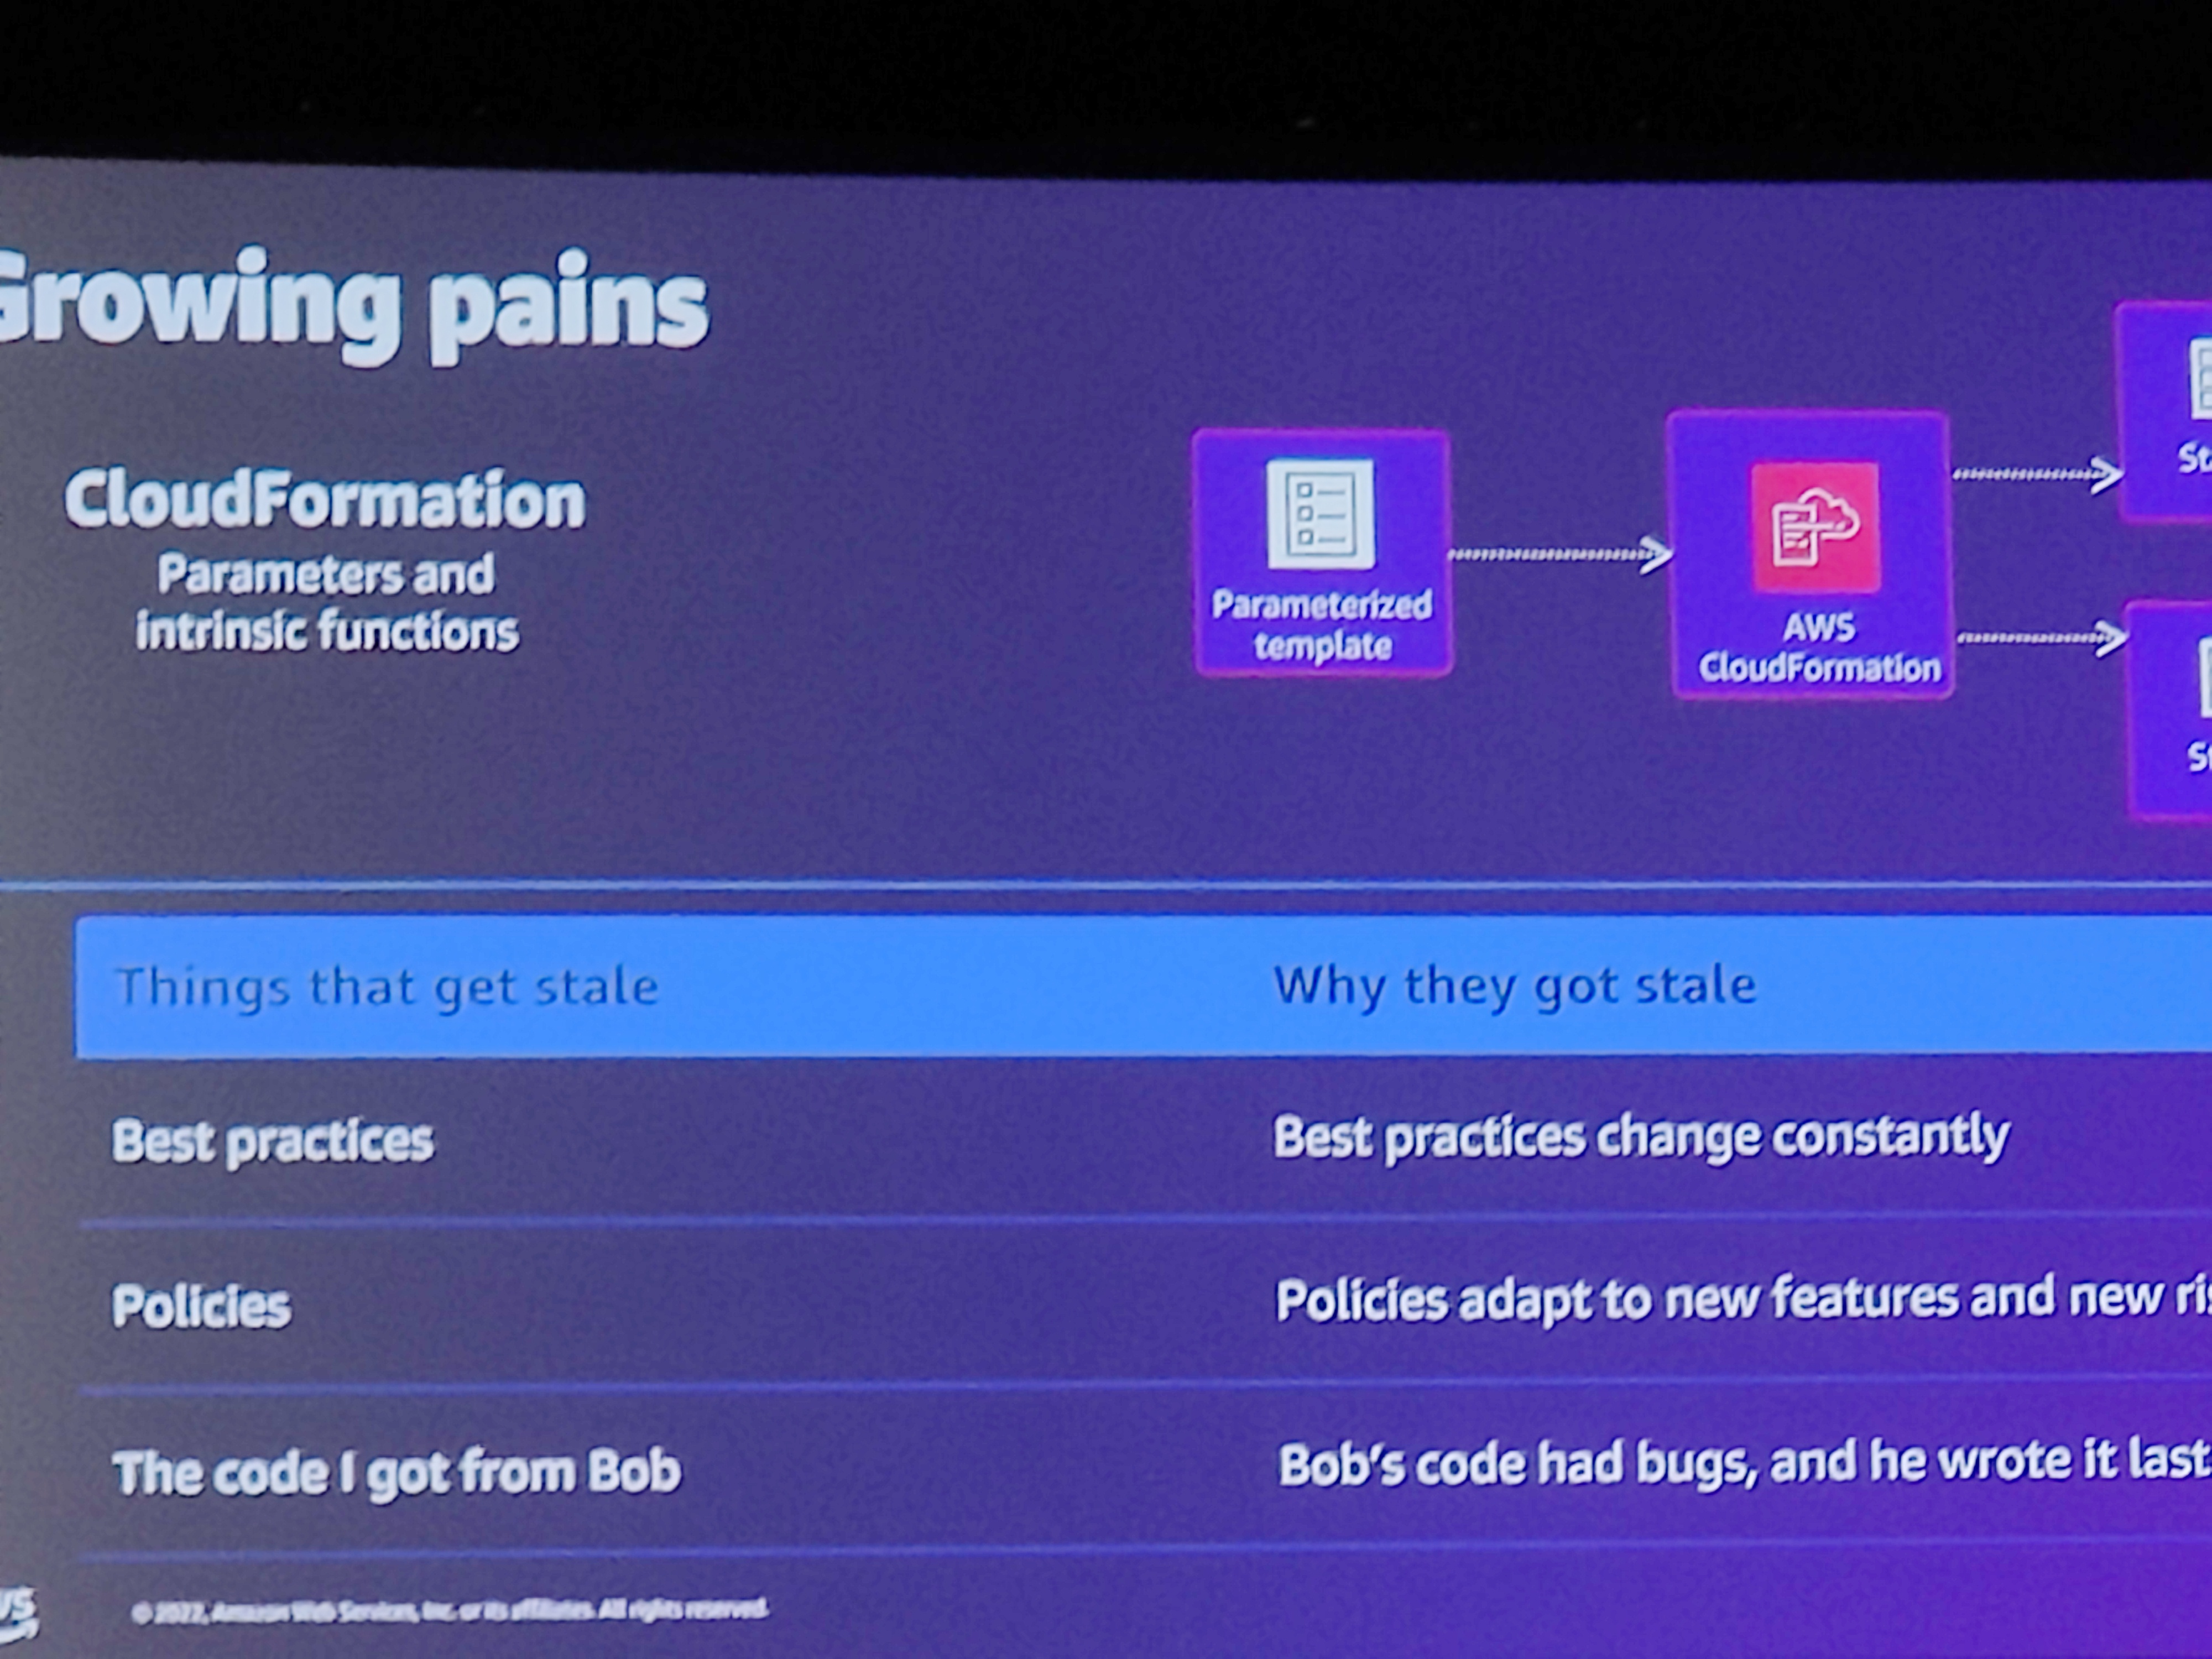 Growing pains
CloudFormation
Parameters and
intrinsic functions
Parameterized
template
AWS
CloudFormation
Things that get stale
Why they got stale
Best practices
Best practices change constantly
Policies
Policies adapt to new features and new
The code I got from Bob
Bob's code had bugs, and he wrote it last
© 2022, Amazon Web Services, Inc. or its affiliates. All rights reserved.